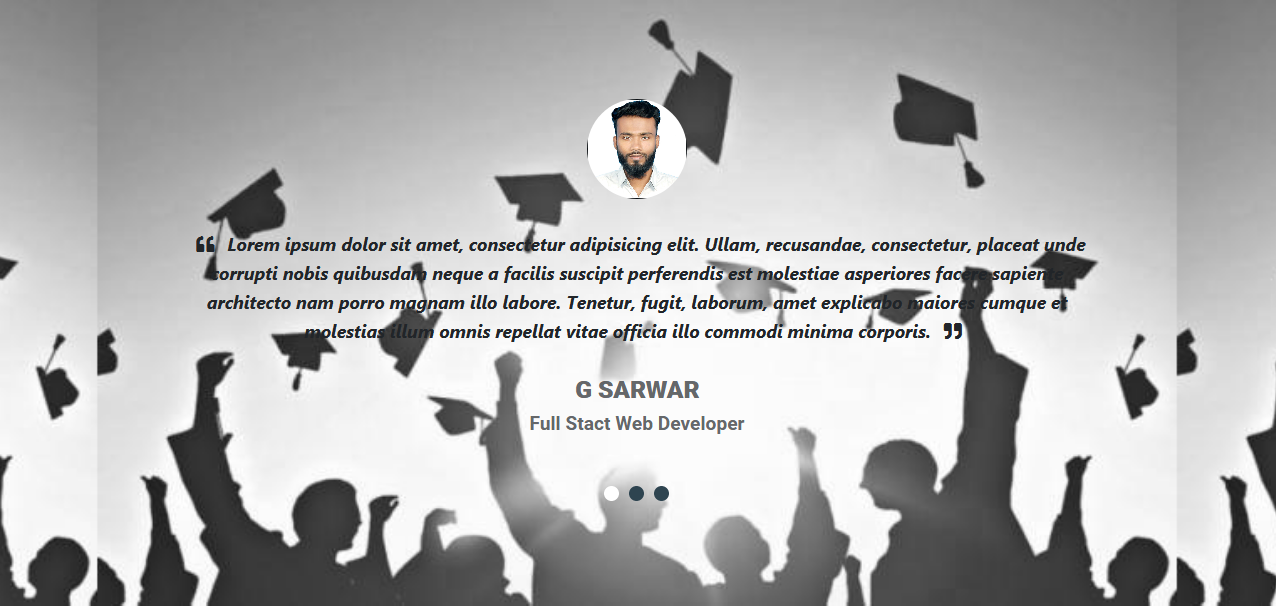 ❝ Lorem ipsum dolor sit amet, consectetur adipisicing elit. Ullam, recusandae, consectetur, placeat unde
corrupti nobis quibusdam neque a facilis suscipit perferendis est molestiae asperiores facere sapiente
architecto nam porro magnam illo labore. Tenetur, fugit, laborum, amet explicabo maiores cumque et
molestias illum omnis repellat vitae officia illo commodi minima corporis. ❞
G SARWAR
Full Stact Web Developer